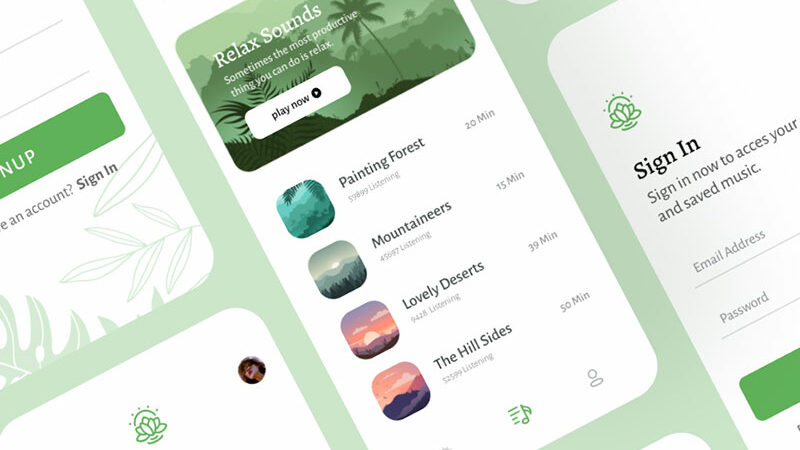 NUP
e an account? Sign In
Relax Sounds
Sometimes the most productive
thing you can do is relax.
play now
Painting Forest
59899 Listening
20 Min
Mountaineers
45697 Listening
15 Min
Lovely Deserts
9428 Listening
39 Min
The Hill Sides
52599 Listening
50 Min
Sign In
Sign in now to acces your
and saved music.
Email Address
Password